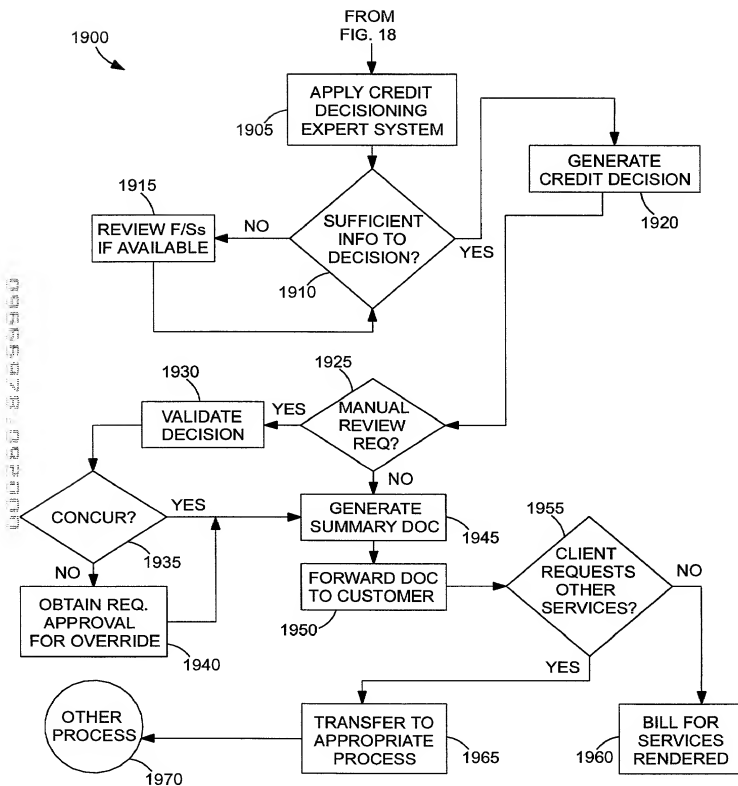 FROM
FIG. 18
1900
APPLY CREDIT
DECISIONING
EXPERT SYSTEM
1905
GENERATE
CREDIT DECISION
1920
1915
REVIEW F/Ss
IF AVAILABLE
NO
SUFFICIENT
INFO TO
DECISION?
YES
1910
1930
VALIDATE
DECISION
YES
1925
MANUAL
REVIEW
REQ?
NO
CONCUR?
YES
1935
NO
GENERATE
SUMMARY DOC
1945
1955
CLIENT
REQUESTS
OTHER
SERVICES?
NO
YES
FORWARD DOC
TO CUSTOMER
1950
OBTAIN REQ.
APPROVAL
FOR OVERRIDE
1940
OTHER
PROCESS
1970
TRANSFER TO
APPROPRIATE
PROCESS
1965
BILL FOR
SERVICES
RENDERED
1960